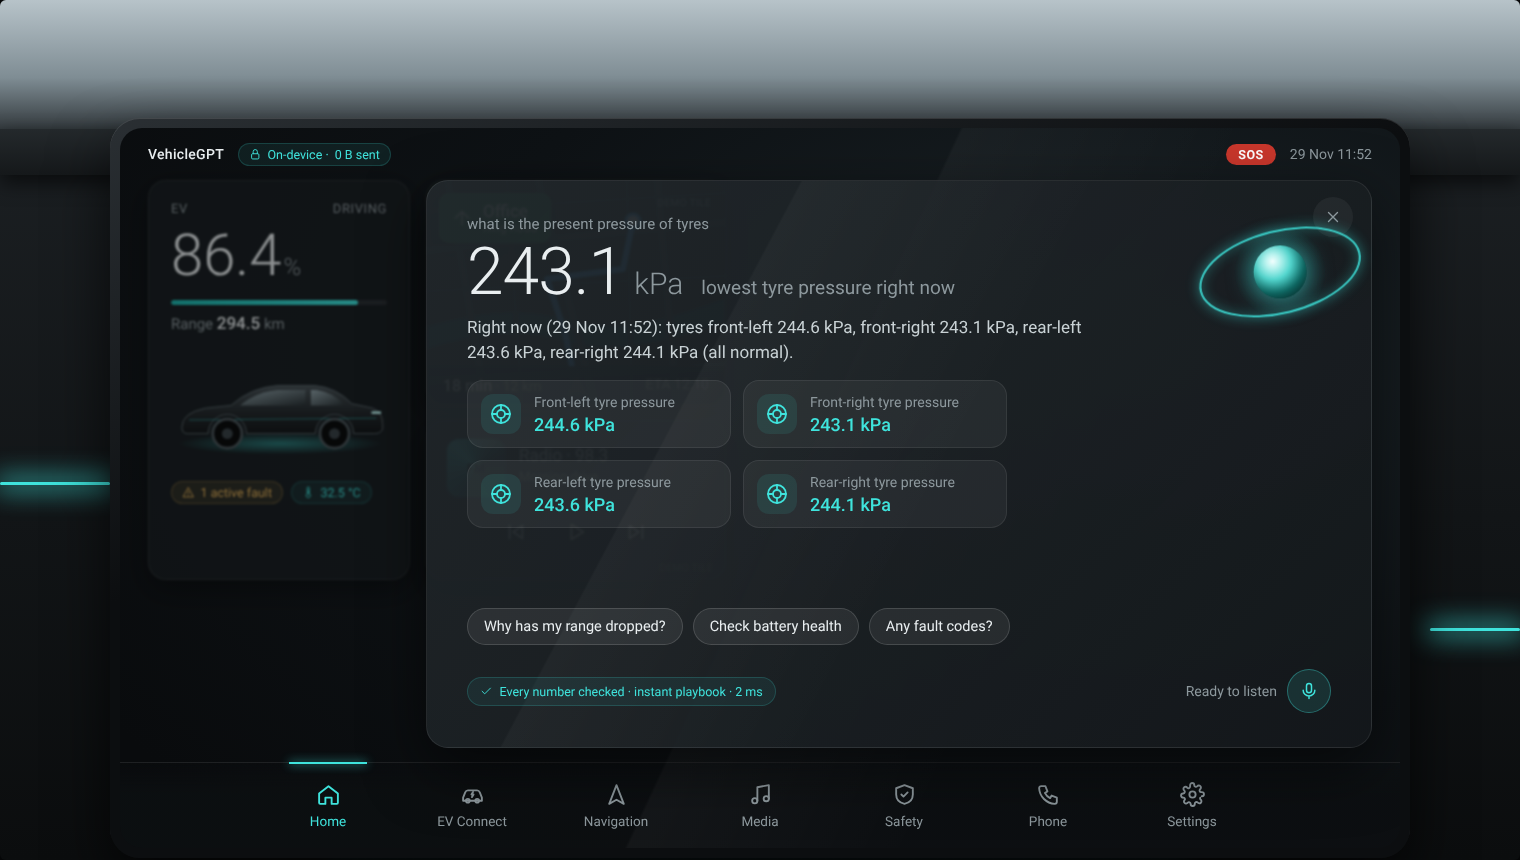 VehicleGPT
On-device · 0 B sent
SOS
29 Nov 11:52
EV
DRIVING
86.4%
Range 294.5 km
1 active fault
32.5 °C
what is the present pressure of tyres
243.1 kPa lowest tyre pressure right now
Right now (29 Nov 11:52): tyres front-left 244.6 kPa, front-right 243.1 kPa, rear-left
243.6 kPa, rear-right 244.1 kPa (all normal).
Front-left tyre pressure
244.6 kPa
Front-right tyre pressure
243.1 kPa
Rear-left tyre pressure
243.6 kPa
Rear-right tyre pressure
244.1 kPa
Why has my range dropped?
Check battery health
Any fault codes?
Every number checked · instant playbook · 2 ms
Ready to listen
Home
EV Connect
Navigation
Media
Safety
Phone
Settings